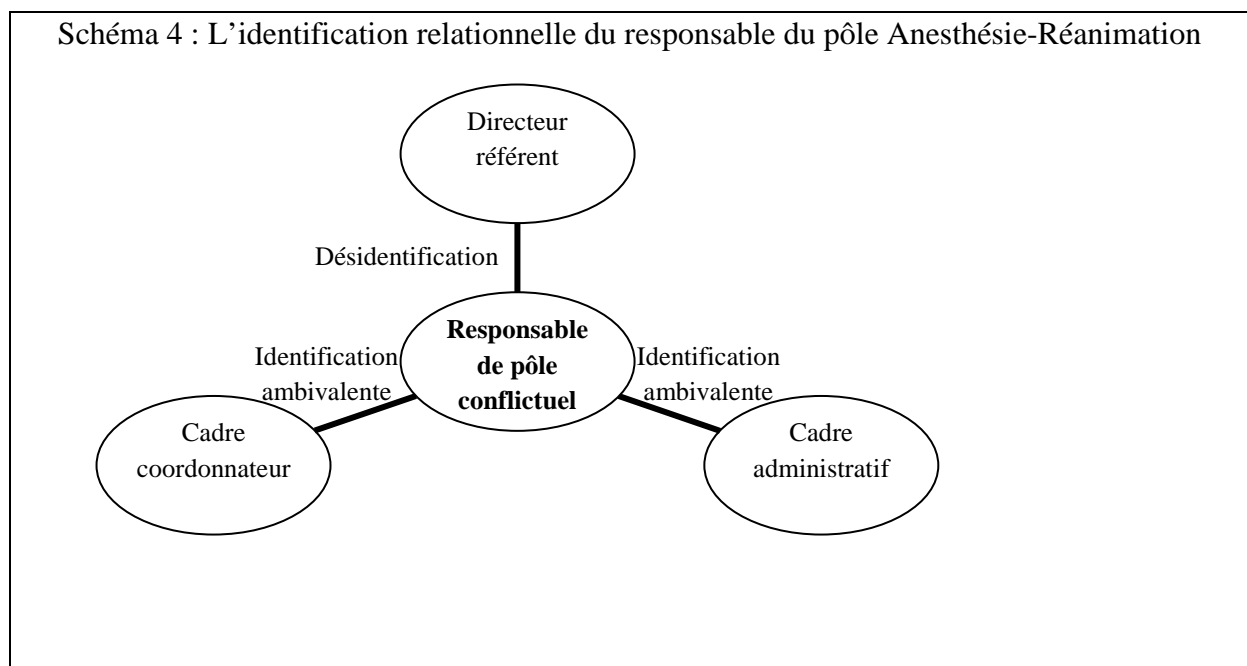 Schéma 4 : L’identification relationnelle du responsable du pôle Anesthésie-Réanimation
Directeur
référent
Désidentification
Responsable
de pôle
conflictuel
Identification
ambivalente
Identification
ambivalente
Cadre
coordonnateur
Cadre
administratif